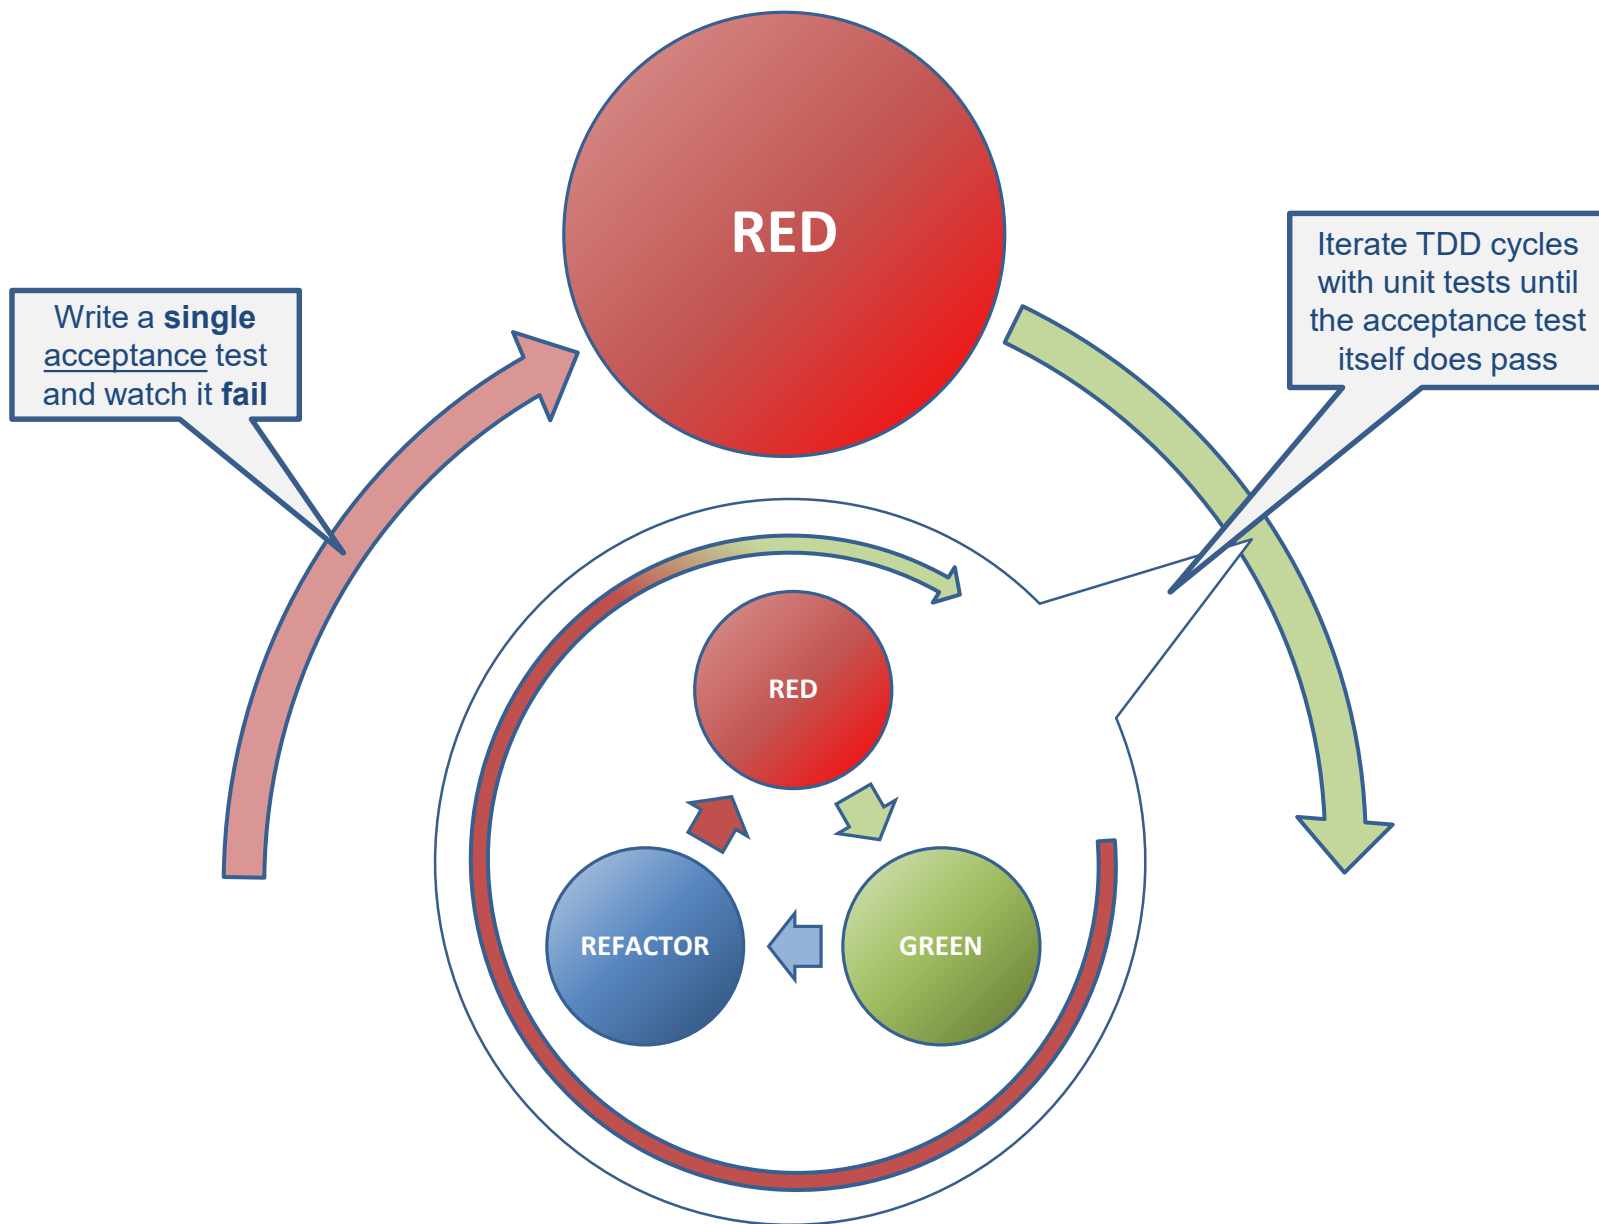 RED
Write a single
acceptance test
and watch it fail
Iterate TDD cycles
with unit tests until
the acceptance test
itself does pass
RED
REFACTOR
GREEN